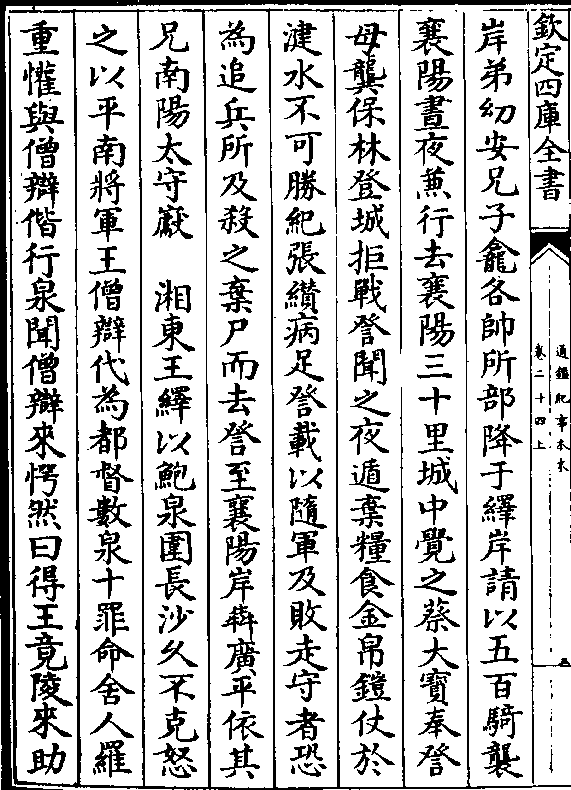 欽定四庫全書
通鑑紀事本末
卷二十四上
五
岸弟幼安兄子龕各帥所部降于繹岸請以五百騎襲
襄陽晝夜兼行去襄陽三十里城中覺之蔡大寶奉詧
母龔保林登城拒戰詧聞之夜遁棄糧食金帛鎧仗於
湕水不可勝紀張纘病足詧載以隨軍及敗走守者恐
為追兵所及殺之棄尸而去詧至襄陽岸犇廣平依其
兄南陽太守巚　湘東王繹以鮑泉圍長沙久不克怒
之以平南將軍王僧辯代為都督數泉十罪命舍人羅
重懽與僧辯偕行泉聞僧辯來愕然曰得王竟陵來助